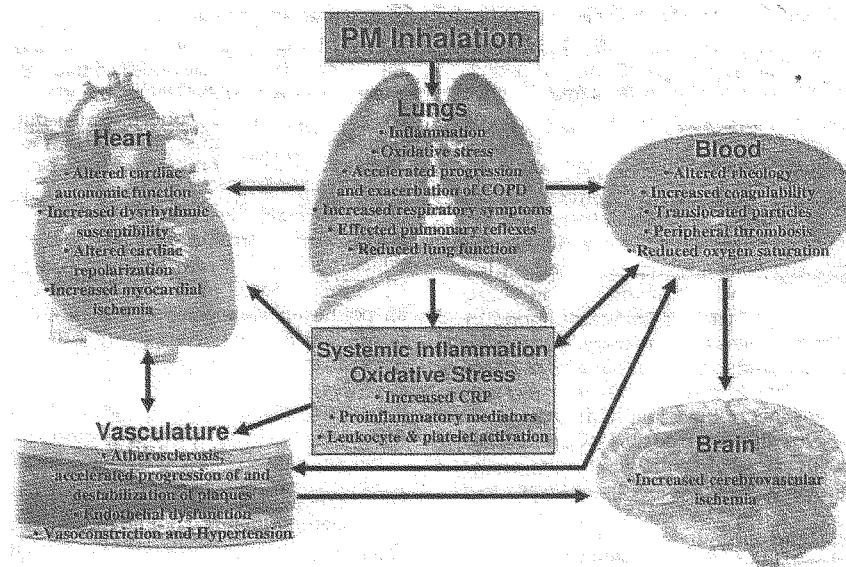 PM Inhalation
Lungs
• Inflammation
• Oxidative stress
• Accelerated progression
and exacerbation of COPD
• Increased respiratory symptoms
• Effected pulmonary reflexes
• Reduced lung function
Heart
• Altered cardiac
autonomic function
• Increased dysrhythmic
susceptibility
• Altered cardiac
repolarization
•Increased myocardial
ischemia
Blood
• Altered rheology
• Increased coagulability
• Translocated particles
• Peripheral thrombosis
• Reduced oxygen saturation
Systemic Inflammation
Oxidative Stress
• Increased CRP
• Proinflammatory mediators
• Leukocyte & platelet activation
Vasculature
• Atherosclerosis,
accelerated progression of and
destabilization of plaques
• Endothelial dysfunction
• Vasoconstriction and Hypertension
Brain
• Increased cerebrovascular
ischemia